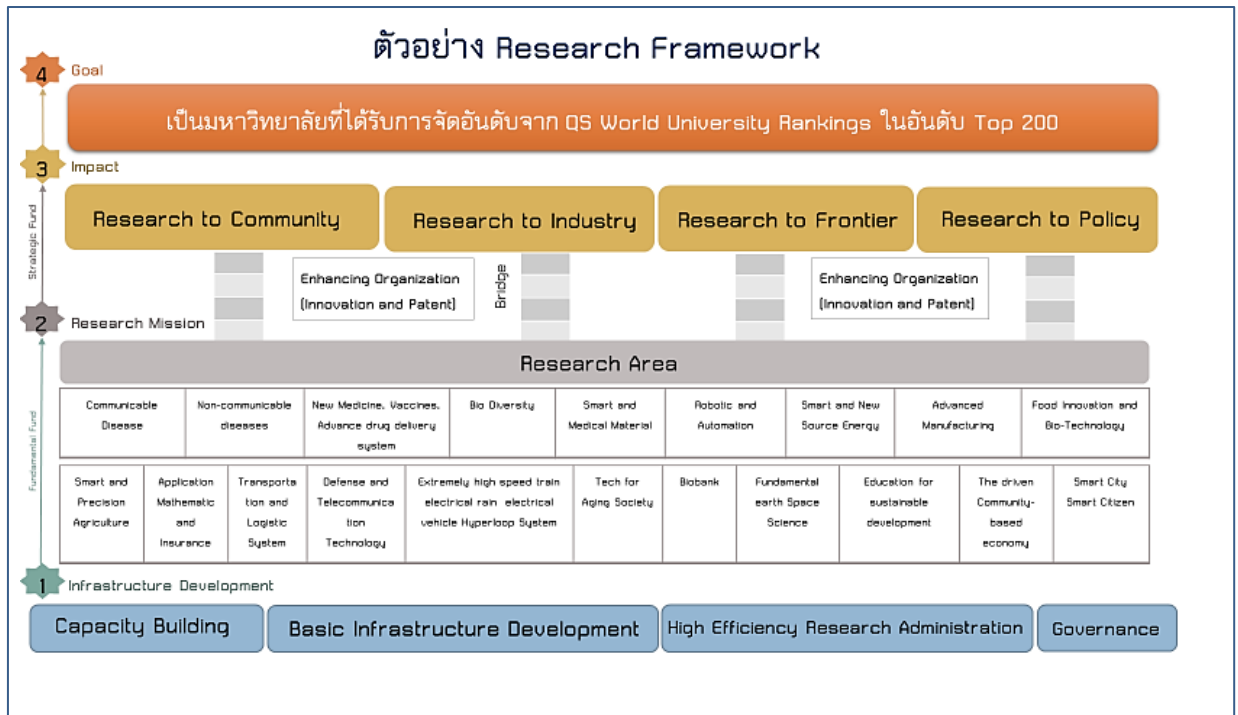 ตัวอย่าง Research Framework
4
Goal
เป็นมหาวิทยาลัยที่ได้รับการจัดอันดับจาก QS World University Rankings ในอันดับ Top 200
3
Impact
Research to Community
Research to Industry
Research to Frontier
Research to Policy
Strategic Fund
Enhancing Organization
(Innovation and Patent)
Bridge
Enhancing Organization
(Innovation and Patent)
2
Research Mission
Research Area
Fundamental Fund
Communicable
Disease
Non-communicable
diseases
New Medicine, Vaccines,
Advance drug delivery
system
Bio Diversity
Smart and
Medical Material
Robotic and
Automation
Smart and New
Source Energy
Advanced
Manufacturing
Food Innovation and
Bio-Technology
Smart and
Precision
Agriculture
Application
Mathematic
and
Insurance
Transporta
tion and
Logistic
System
Defense and
Telecommunica
tion
Technology
Extremely high speed train
electrical rain electrical
vehicle Hyperloop System
Tech for
Aging Society
Biobank
Fundamental
earth Space
Science
Education for
sustainable
development
The driven
Community-
based
economy
Smart City
Smart Citizen
1
Infrastructure Development
Capacity Building
Basic Infrastructure Development
High Efficiency Research Administration
Governance